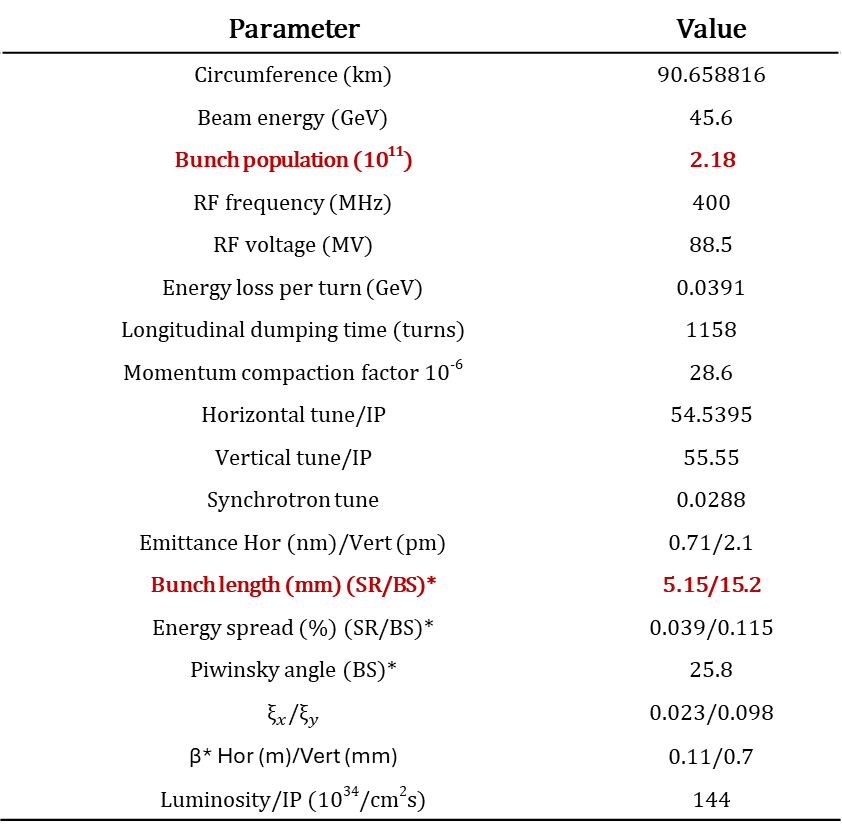 Parameter Value
Circumference (km) 90.658816
Beam energy (GeV) 45.6
Bunch population (10^11) 2.18
RF frequency (MHz) 400
RF voltage (MV) 88.5
Energy loss per turn (GeV) 0.0391
Longitudinal dumping time (turns) 1158
Momentum compaction factor 10^-6 28.6
Horizontal tune/IP 54.5395
Vertical tune/IP 55.55
Synchrotron tune 0.0288
Emittance Hor (nm)/Vert (pm) 0.71/2.1
Bunch length (mm) (SR/BS)* 5.15/15.2
Energy spread (%) (SR/BS)* 0.039/0.115
Piwinsky angle (BS)* 25.8
ξ_x/ξ_y 0.023/0.098
β* Hor (m)/Vert (mm) 0.11/0.7
Luminosity/IP (10^34/cm^2s) 144